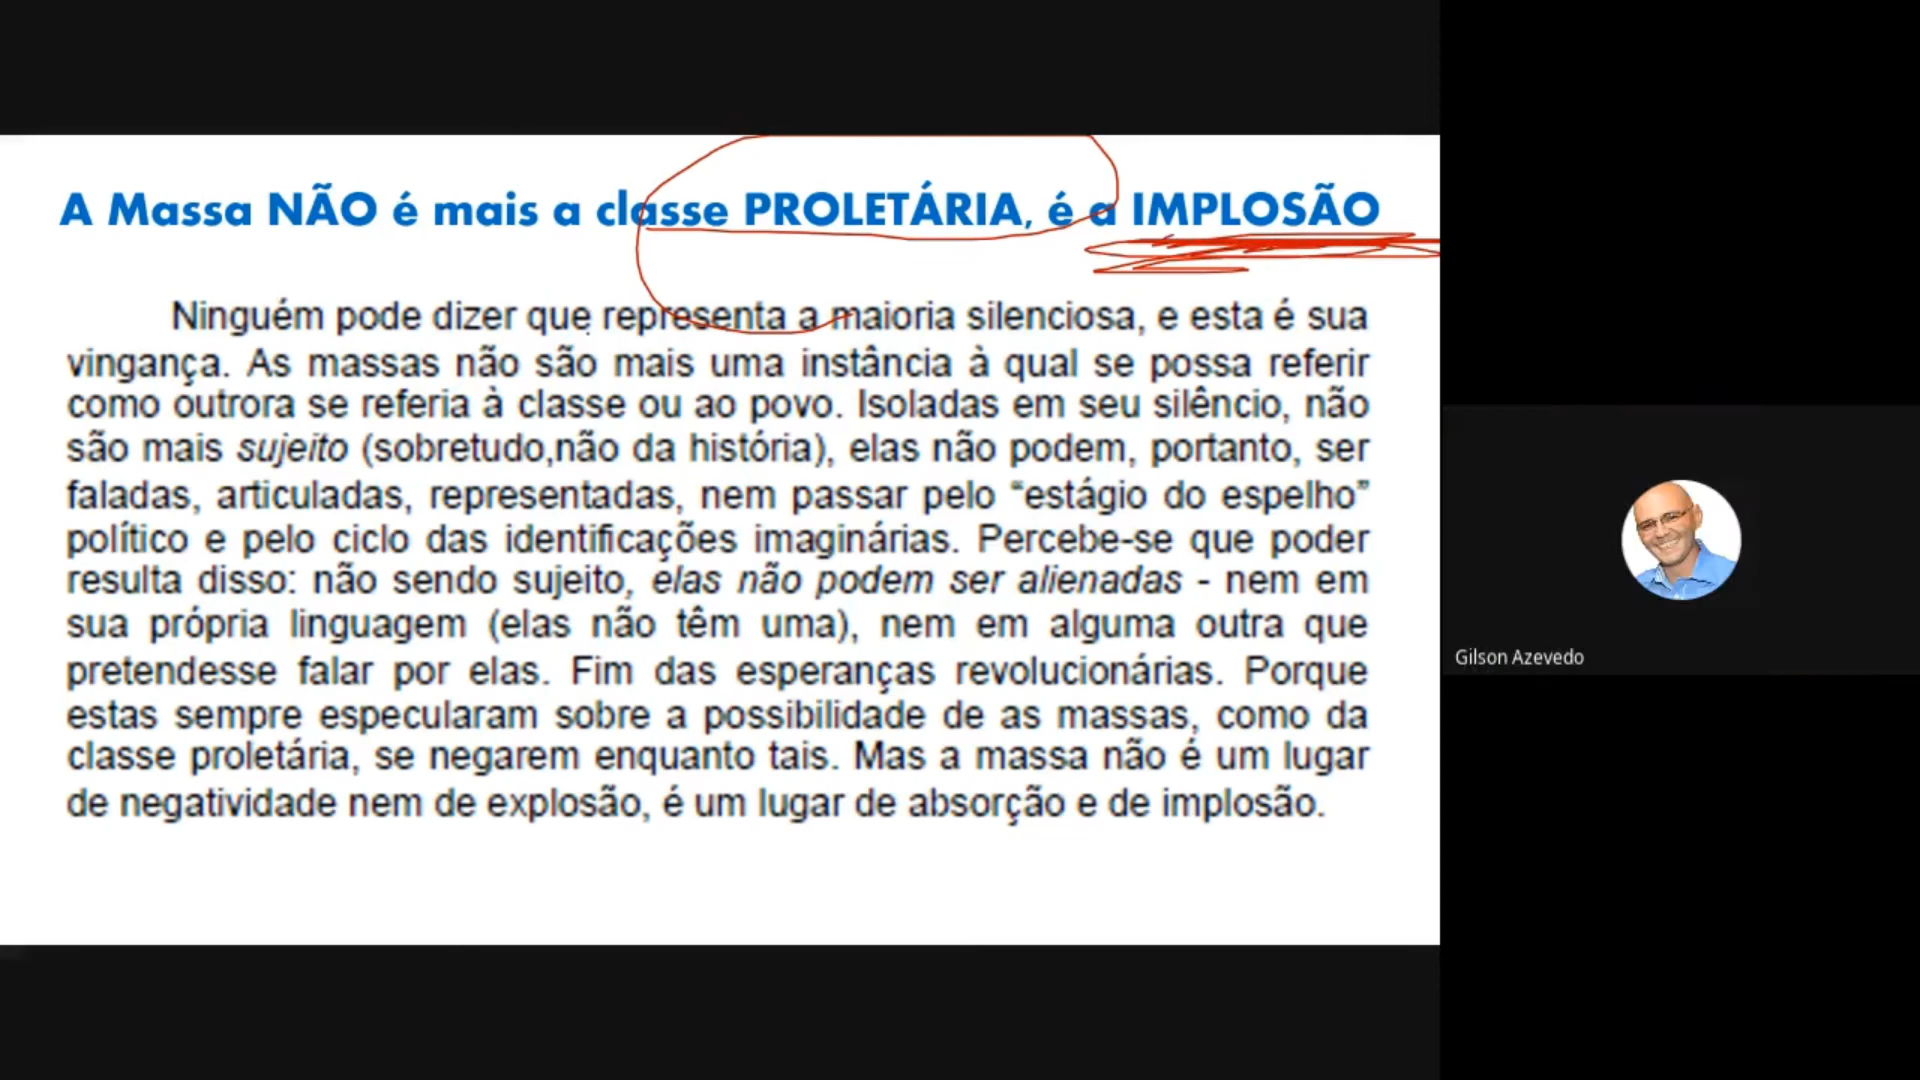 A Massa NÃO é mais a classe PROLETÁRIA, é a IMPLOSÃO
Ninguém pode dizer que representa a maioria silenciosa, e esta é sua
vingança. As massas não são mais uma instância à qual se possa referir
como outrora se referia à classe ou ao povo. Isoladas em seu silêncio, não
são mais sujeito (sobretudo,não da história), elas não podem, portanto, ser
faladas, articuladas, representadas, nem passar pelo “estágio do espelho”
político e pelo ciclo das identificações imaginárias. Percebe-se que poder
resulta disso: não sendo sujeito, elas não podem ser alienadas - nem em
sua própria linguagem (elas não têm uma), nem em alguma outra que
pretendesse falar por elas. Fim das esperanças revolucionárias. Porque
estas sempre especularam sobre a possibilidade de as massas, como da
classe proletária, se negarem enquanto tais. Mas a massa não é um lugar
de negatividade nem de explosão, é um lugar de absorção e de implosão.
Gilson Azevedo